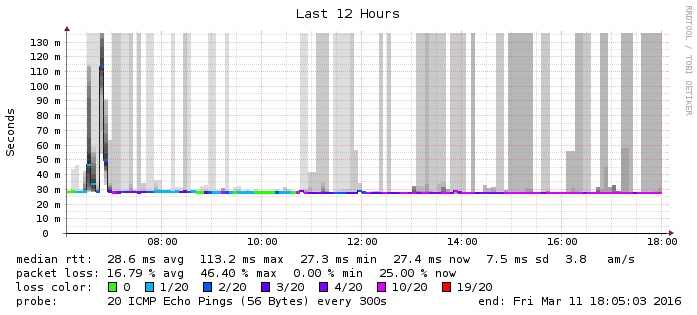 Last 12 Hours
RRDTOOL / TOBI OETIKER
Seconds
130 m
120 m
110 m
100 m
90 m
80 m
70 m
60 m
50 m
40 m
30 m
20 m
10 m
0
08:00 10:00 12:00 14:00 16:00 18:00
median rtt: 28.6 ms avg 113.2 ms max 27.3 ms min 27.4 ms now 7.5 ms sd 3.8 am/s
packet loss: 16.79 % avg 46.40 % max 0.00 % min 25.00 % now
loss color: 0 1/20 2/20 3/20 4/20 10/20 19/20
probe: 20 ICMP Echo Pings (56 Bytes) every 300s end: Fri Mar 11 18:05:03 2016